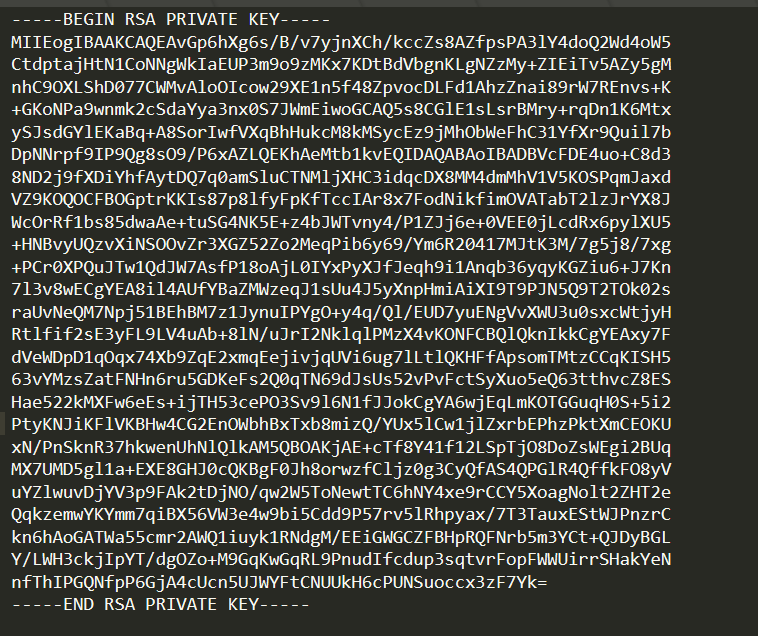 -----BEGIN RSA PRIVATE KEY-----
MIIEogIBAAKCAQEAvGp6hXg6s/B/v7yjnXCh/kccZs8AZfpsPA3lY4doQ2Wd4oW5
CtdptajHtN1CoNNgWkIaEUP3m9o9zMKx7KDtBdVbgnKLgNZzMy+ZIEiTv5AZy5gM
nhC9OXLShD077CWMvAloOIcow29XE1n5f48ZpvocDLFd1AhzZnai89rW7REnvs+K
+GKoNPa9wnmk2cSdaYya3nx0S7JWmEiwoGCAQ5s8CGlE1sLsrBMry+rqDn1K6Mtx
ySJsdGYlEKaBq+A8SorIwfVXqBhHukcM8kMSycEz9jMhObWeFhC31YfXr9Quil7b
DpNNrpf9IP9Qg8sO9/P6xAZLQEKhAeMtb1kvEQIDAQABAoIBADBVcFDE4uo+C8d3
8ND2j9fXDiYhfAytDQ7q0amSluCTNMljXHC3idqcDX8MM4dmMhV1V5KOSPqmJaxd
VZ9KOQOCFBOGptrKKIs87p8lfyFpKfTccIAr8x7FodNikfimOVATabT2lzJrYX8J
WcOrRf1bs85dwaAe+tuSG4NK5E+z4bJWTvny4/P1ZJj6e+0VEE0jLcdRx6pylXU5
+HNBvyUQzvXiNSOOvZr3XGZ52Zo2MeqPib6y69/Ym6R20417MJtK3M/7g5j8/7xg
+PCr0XPQuJTw1QdJW7AsfP18oAjL0IYxPyXJfJeqh9i1Anqb36yqyKGZiu6+J7Kn
7l3v8wECgYEA8il4AUfYBaZMWzeqJ1sUu4J5yXnpHmiAiXI9T9PJN5Q9T2TOk02s
raUvNeQM7Npj51BEhBM7z1JynuIPYgO+y4q/Ql/EUD7yuENgVvXWU3u0sxcWtjyH
Rtlfif2sE3yFL9LV4uAb+8lN/uJrI2NklqlPMzX4vKONFCBQlQknIkkCgYEAxy7F
dVeWDpD1qOqx74Xb9ZqE2xmqEejivjqUVi6ug7lLtlQKHFfApsomTMtzCCqKISH5
63vYMzsZatFNHn6ru5GDKeFs2Q0qTN69dJsUs52vPvFctSyXuo5eQ63tthvcZ8ES
Hae522kMXFw6eEs+ijTH53cePO3Sv9l6N1fJJokCgYA6wjEqLmKOTGGuqH0S+5i2
PtyKNJiKFlVKBHw4CG2EnOWbhBxTxb8mizQ/YUx5lCw1jlZxrbEPhzPktXmCEOKU
xN/PnSknR37hkwenUhNlQlkAM5QBOAKjAE+cTf8Y41f12LSpTjO8DoZsWEgi2BUq
MX7UMD5gl1a+EXE8GHJ0cQKBgF0Jh8orwzfCljz0g3CyQfAS4QPGlR4QffkFO8yV
uYZlwuvDjYV3p9FAk2tDjNO/qw2W5ToNewtTC6hNY4xe9rCCY5XoagNolt2ZHT2e
QqkzemwYKYmm7qiBX56VW3e4w9bi5Cdd9P57rv5lRhpyax/7T3TauxEStWJPnzrC
kn6hAoGATWa55cmr2AWQ1iuyk1RNdgM/EEiGWGCZFBHpRQFNrb5m3YCt+QJDyBGL
Y/LWH3ckjIpYT/dgOZo+M9GqKwGqRL9PnudIfcdup3sqtvrFopFWWUirrSHakYeN
nfThIPGQNfpP6GjA4cUcn5UJWYFtCNUUkH6cPUNSuoccx3zF7Yk=
-----END RSA PRIVATE KEY-----